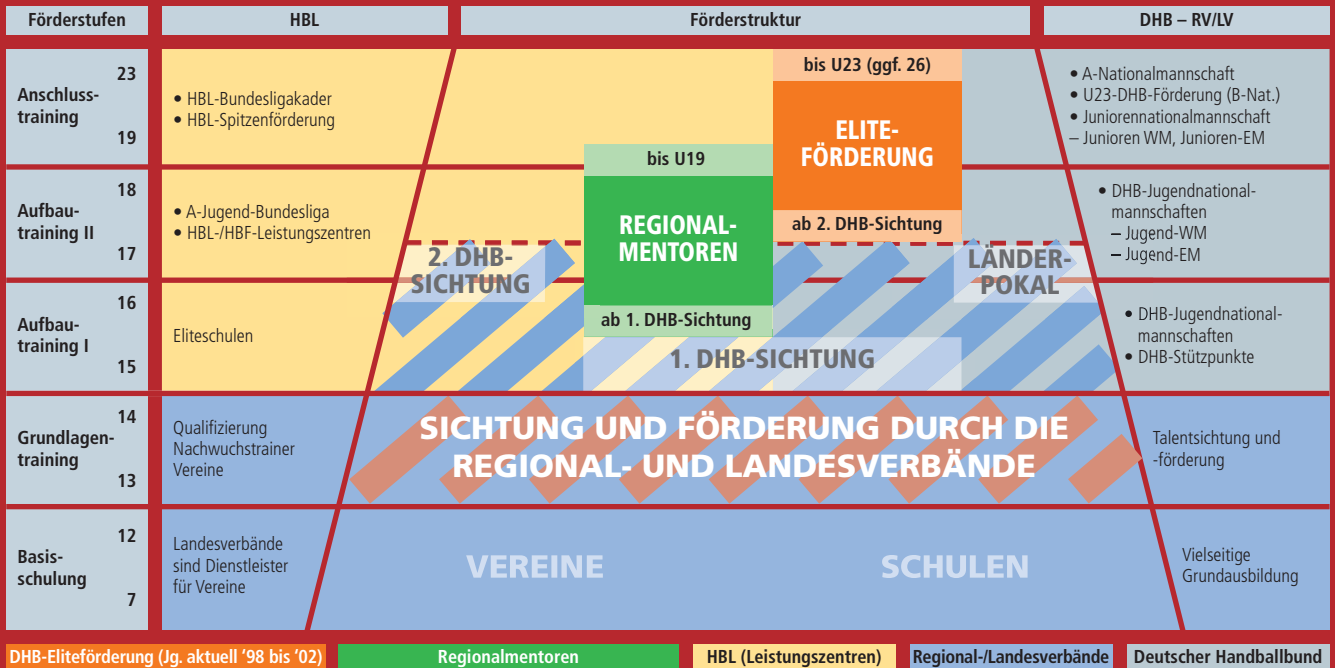 Förderstufen
HBL
Förderstruktur
DHB – RV/LV
23
Anschluss-
training
19
• HBL-Bundesligakader
• HBL-Spitzenförderung
bis U23 (ggf. 26)
ELITE-
FÖRDERUNG
ab 2. DHB-Sichtung
• A-Nationalmannschaft
• U23-DHB-Förderung (B-Nat.)
• Juniorennationalmannschaft
– Junioren WM, Junioren-EM
18
Aufbau-
training II
17
• A-Jugend-Bundesliga
• HBL-/HBF-Leistungszentren
bis U19
REGIONAL-
MENTOREN
ab 1. DHB-Sichtung
2. DHB-
SICHTUNG
LÄNDER-
POKAL
• DHB-Jugendnational-
mannschaften
– Jugend-WM
– Jugend-EM
16
Aufbau-
training I
15
Eliteschulen
1. DHB-SICHTUNG
• DHB-Jugendnational-
mannschaften
• DHB-Stützpunkte
14
Grundlagen-
training
13
Qualifizierung
Nachwuchstrainer
Vereine
SICHTUNG UND FÖRDERUNG DURCH DIE
REGIONAL- UND LANDESVERBÄNDE
Talentsichtung und
-förderung
12
Basis-
schulung
7
Landesverbände
sind Dienstleister
für Vereine
VEREINE
SCHULEN
Vielseitige
Grundausbildung
DHB-Eliteförderung (Jg. aktuell ‘98 bis ‘02)
Regionalmentoren
HBL (Leistungszentren)
Regional-/Landesverbände
Deutscher Handballbund